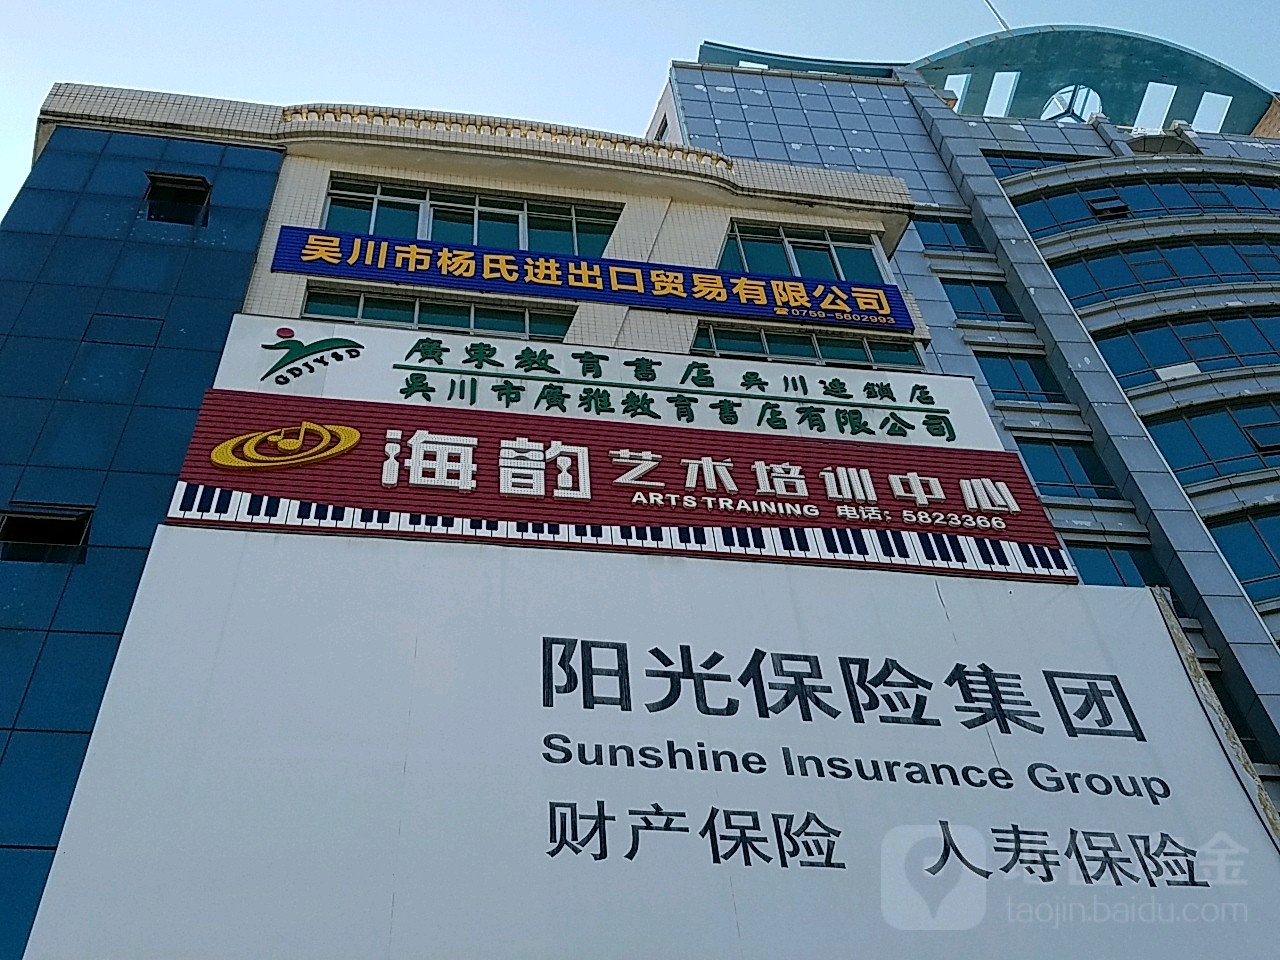 吴川市杨氏进出口贸易有限公司
☎0759-5602993
GDJYSD
廣東教育書店吴川連鎖店
吴川市廣雅教育書店有限公司
海韵艺术培训中心
ARTS TRAINING 电话：5823366
阳光保险集团
Sunshine Insurance Group
财产保险 人寿保险
taojin.baidu.com